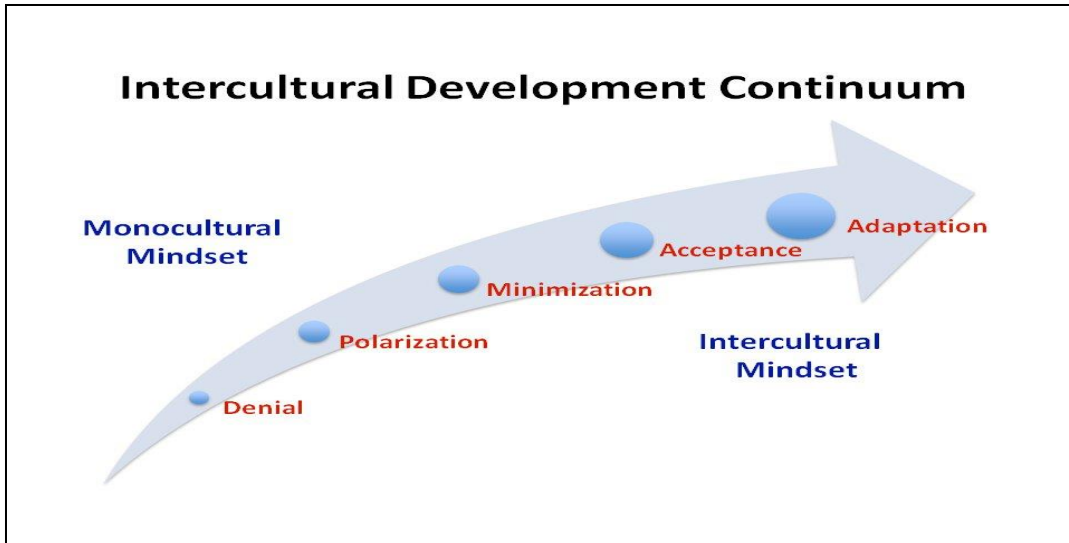 Intercultural Development Continuum
Monocultural
Mindset
Adaptation
Acceptance
Minimization
Polarization
Intercultural
Mindset
Denial